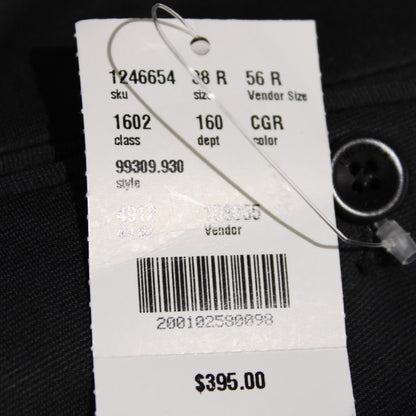 1246654 38 R 56 R
sku size Vendor Size
1602 160 CGR
class dept color
99309.930
style
Vendor
200102590098
$395.00